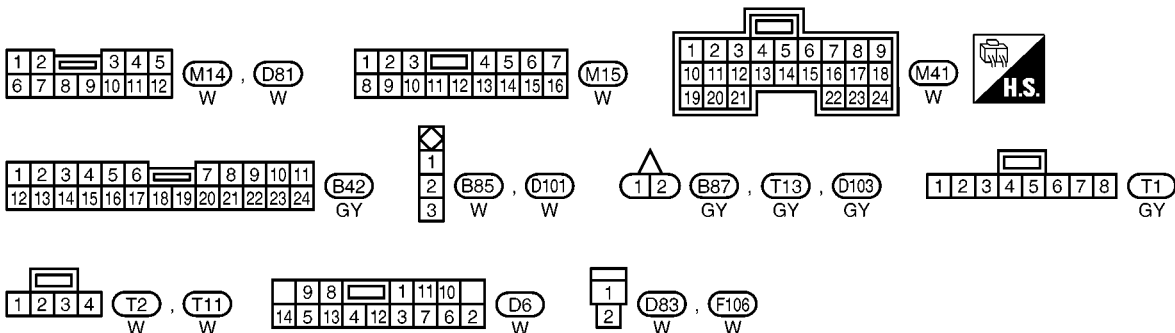 1 2 3 4 5
6 7 8 9 10 11 12
M14 , D81
W W
1 2 3 4 5 6 7
8 9 10 11 12 13 14 15 16
M15
W
1 2 3 4 5 6 7 8 9
10 11 12 13 14 15 16 17 18
19 20 21 22 23 24
M41
W
H.S.
1 2 3 4 5 6 7 8 9 10 11
12 13 14 15 16 17 18 19 20 21 22 23 24
B42
GY
1
2
3
B85 , D101
W W
1 2
B87 , T13 , D103
GY GY GY
1 2 3 4 5 6 7 8
T1
GY
1 2 3 4
T2 , T11
W W
9 8 1 11 10
14 5 13 4 12 3 7 6 2
D6
W
1
2
D83 , F106
W W